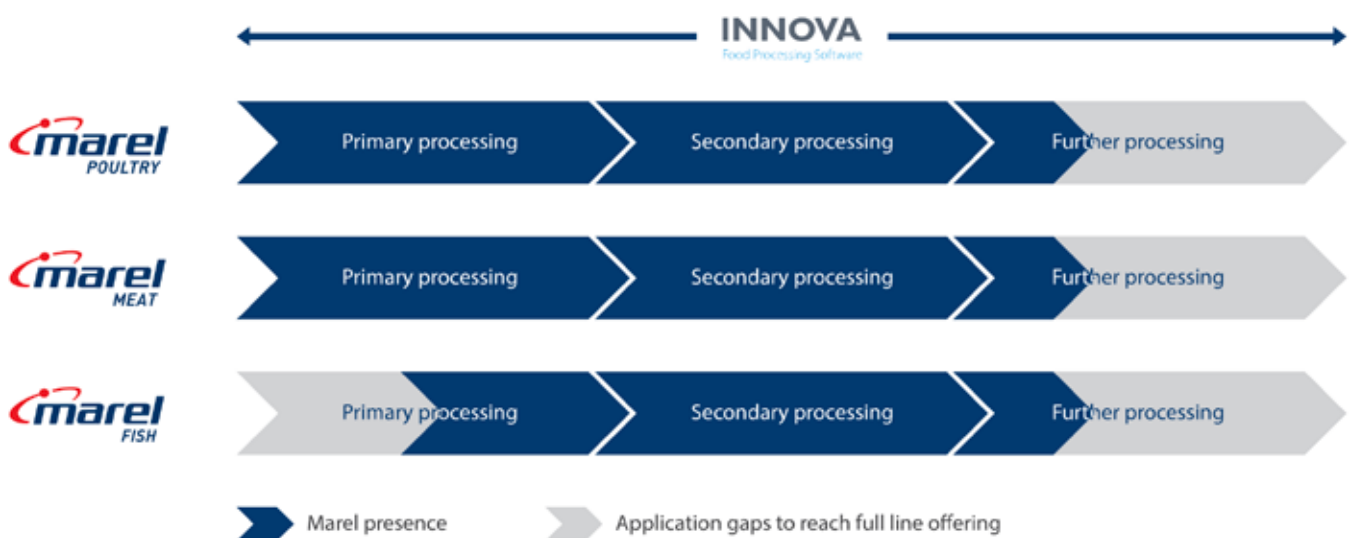 INNOVA
Food Processing Software
marel
POULTRY
Primary processing
Secondary processing
Further processing
marel
MEAT
Primary processing
Secondary processing
Further processing
marel
FISH
Primary processing
Secondary processing
Further processing
Marel presence
Application gaps to reach full line offering